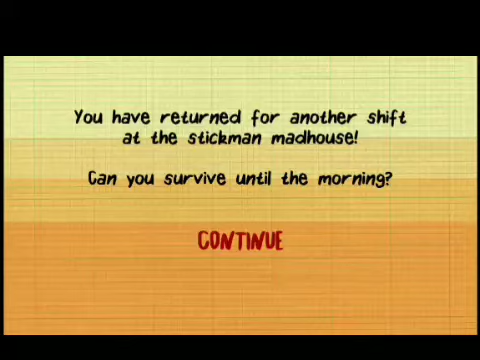 You have returned for another shift
at the stickman madhouse!
Can you survive until the morning?
CONTINUE